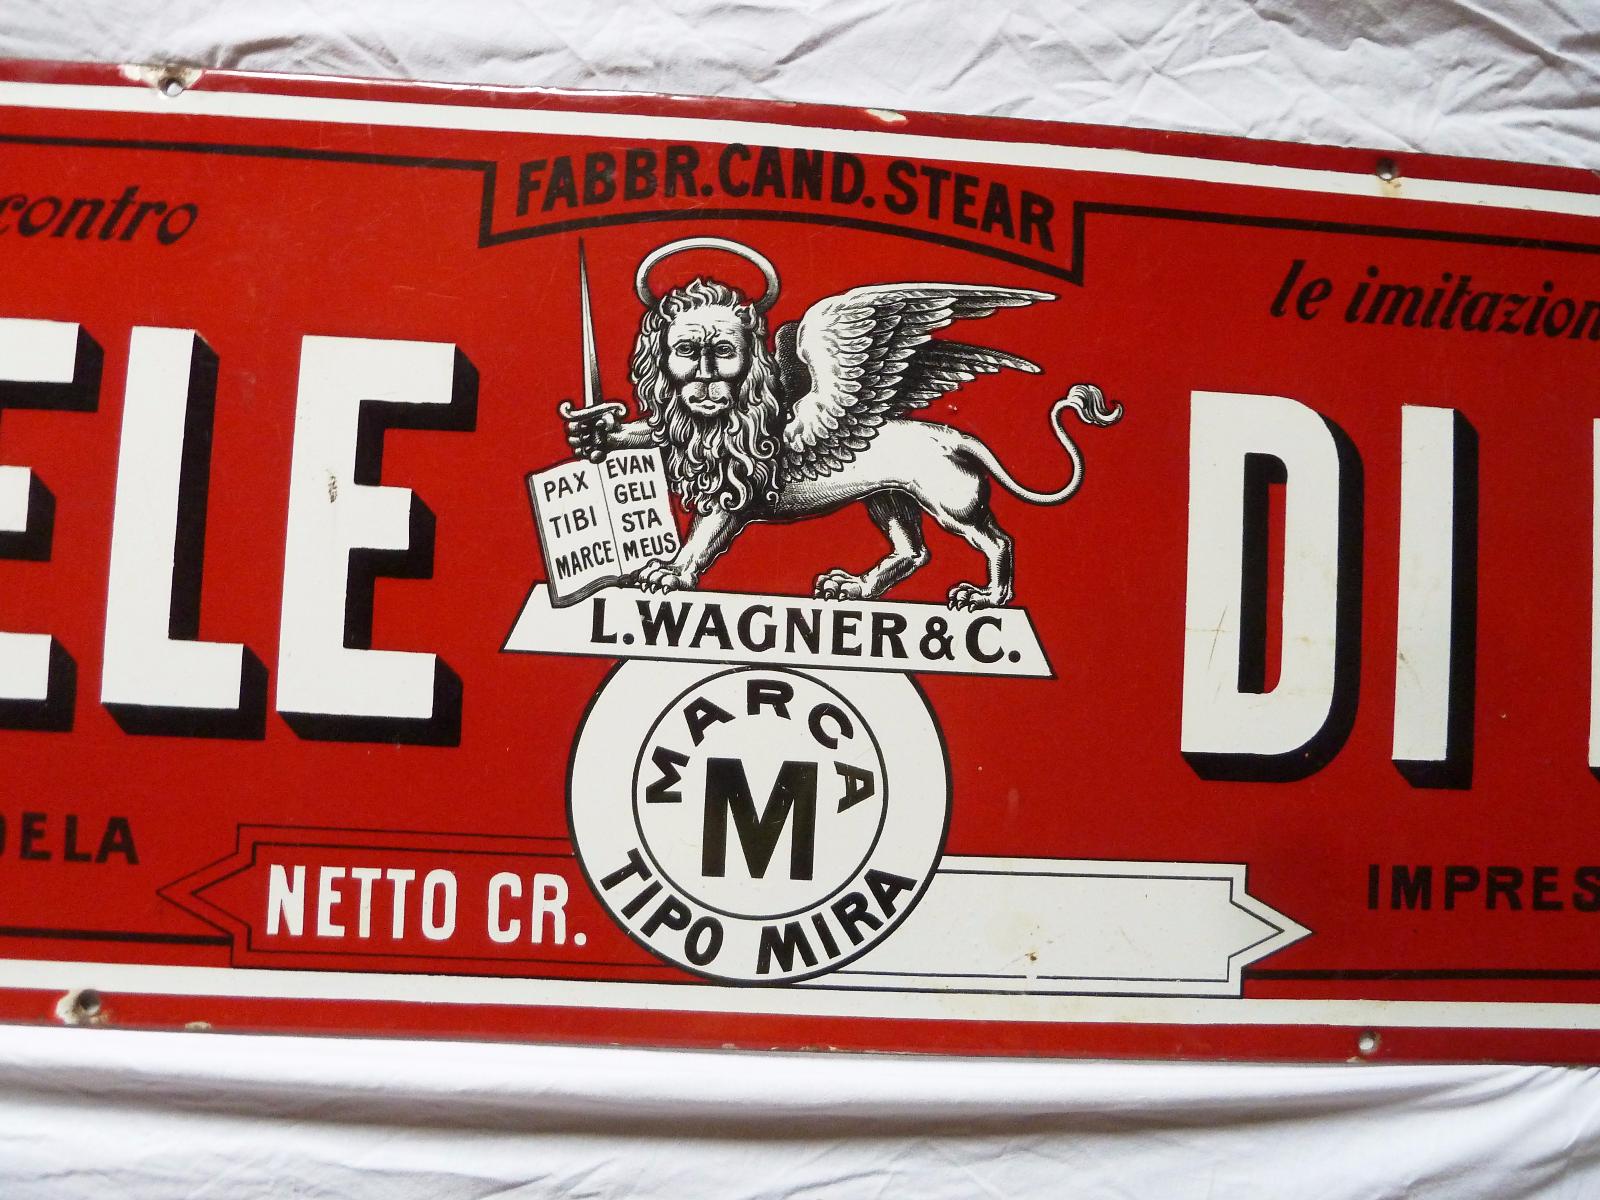 FABBR. CAND. STEAR
contro
le imitazion
ELE
DI
PAX
TIBI
MARCE
EVAN
GELI
STA
MEUS
L. WAGNER & C.
MARCA
M
TIPO MIRA
DELA
NETTO CR.
IMPRES